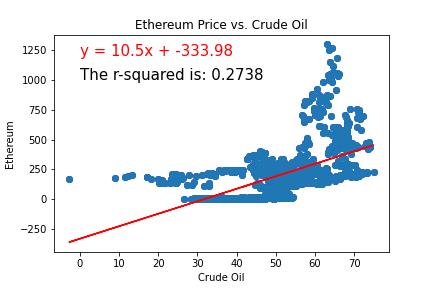 Ethereum Price vs. Crude Oil
y = 10.5x + -333.98
The r-squared is: 0.2738
1250
1000
750
500
250
0
−250
Ethereum
0 10 20 30 40 50 60 70
Crude Oil